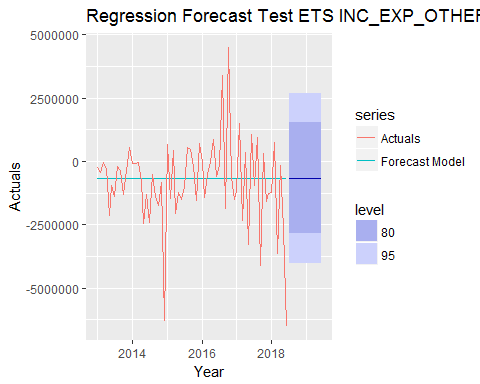 Regression Forecast Test ETS INC_EXP_OTHER
5000000
2500000
0
-2500000
-5000000
Actuals
2014
2016
2018
Year
series
Actuals
Forecast Model
level
80
95